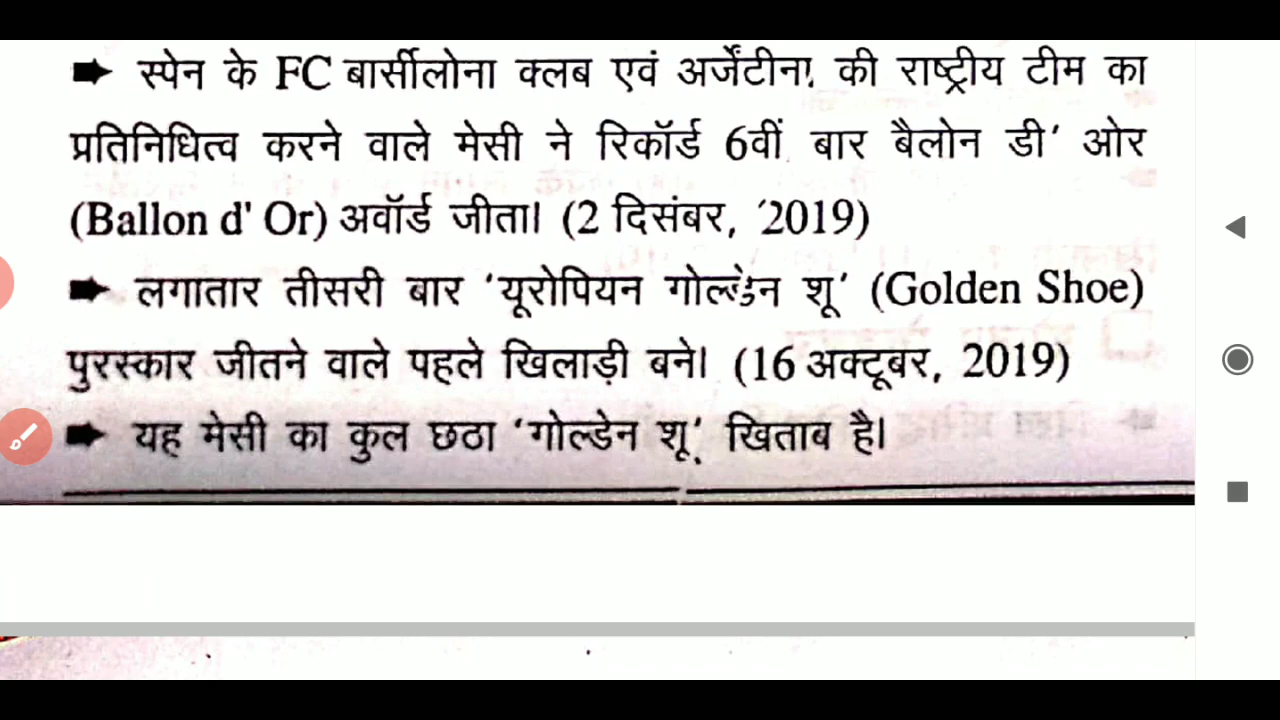 ➡ स्पेन के FC बार्सीलोना क्लब एवं अर्जेंटीना की राष्ट्रीय टीम का
प्रतिनिधित्व करने वाले मेसी ने रिकॉर्ड 6वीं बार बैलोन डी' ओर
(Ballon d' Or) अवॉर्ड जीता। (2 दिसंबर, 2019)
➡ लगातार तीसरी बार 'यूरोपियन गोल्डेन शू' (Golden Shoe)
पुरस्कार जीतने वाले पहले खिलाड़ी बने। (16 अक्टूबर, 2019)
➡ यह मेसी का कुल छठा 'गोल्डेन शू' खिताब है।